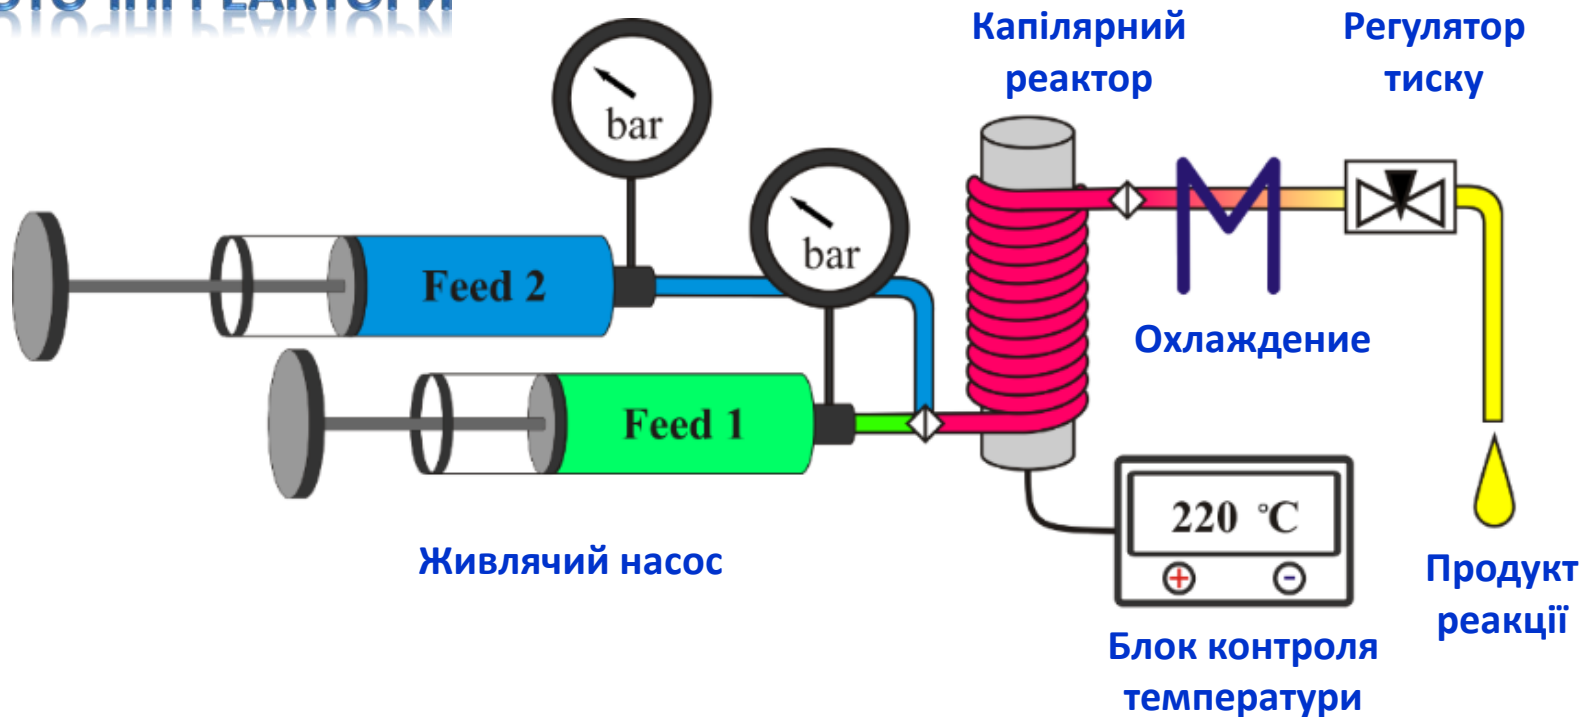 Капілярний
реактор
Регулятор
тиску
bar
bar
Feed 2
Охлаждение
Feed 1
220 °C
+
-
Живлячий насос
Продукт
реакції
Блок контроля
температури